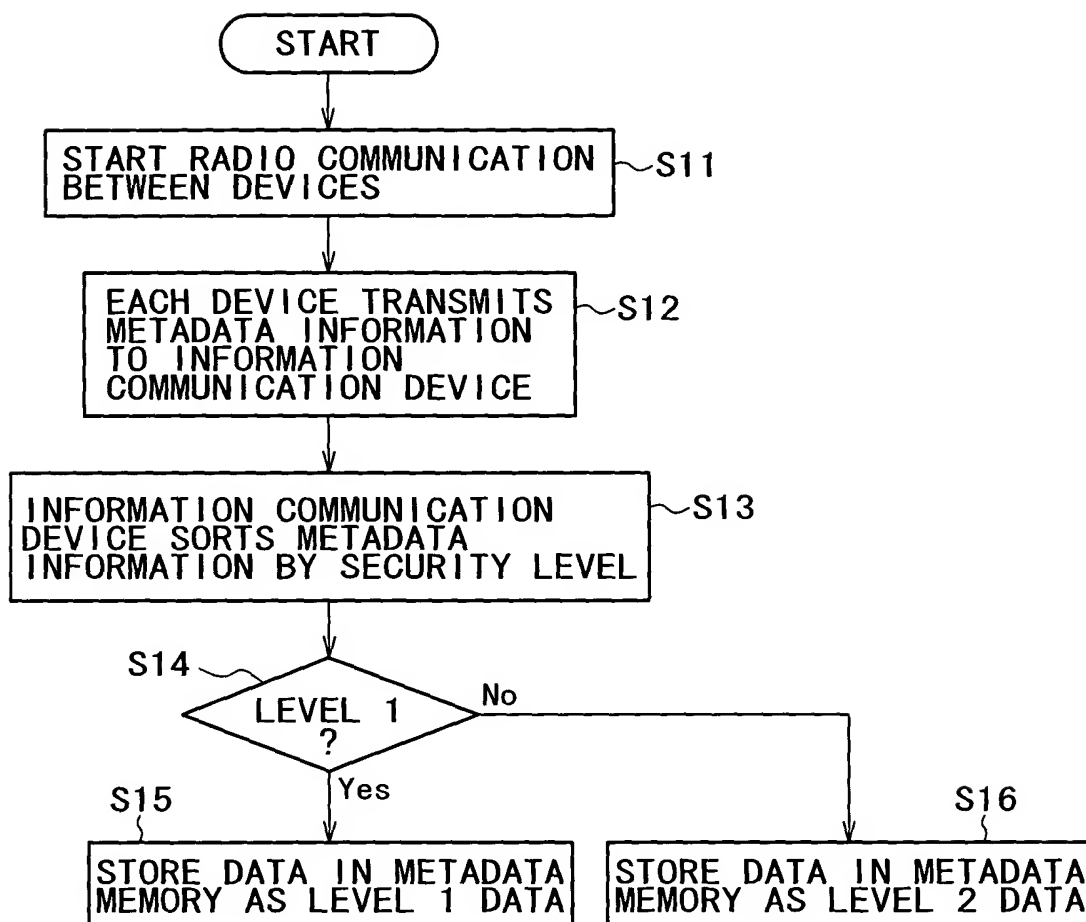 START
START RADIO COMMUNICATION
BETWEEN DEVICES
S11
EACH DEVICE TRANSMITS
METADATA INFORMATION
TO INFORMATION
COMMUNICATION DEVICE
S12
INFORMATION COMMUNICATION
DEVICE SORTS METADATA
INFORMATION BY SECURITY LEVEL
S13
S14
LEVEL 1
?
No
Yes
S15
STORE DATA IN METADATA
MEMORY AS LEVEL 1 DATA
S16
STORE DATA IN METADATA
MEMORY AS LEVEL 2 DATA